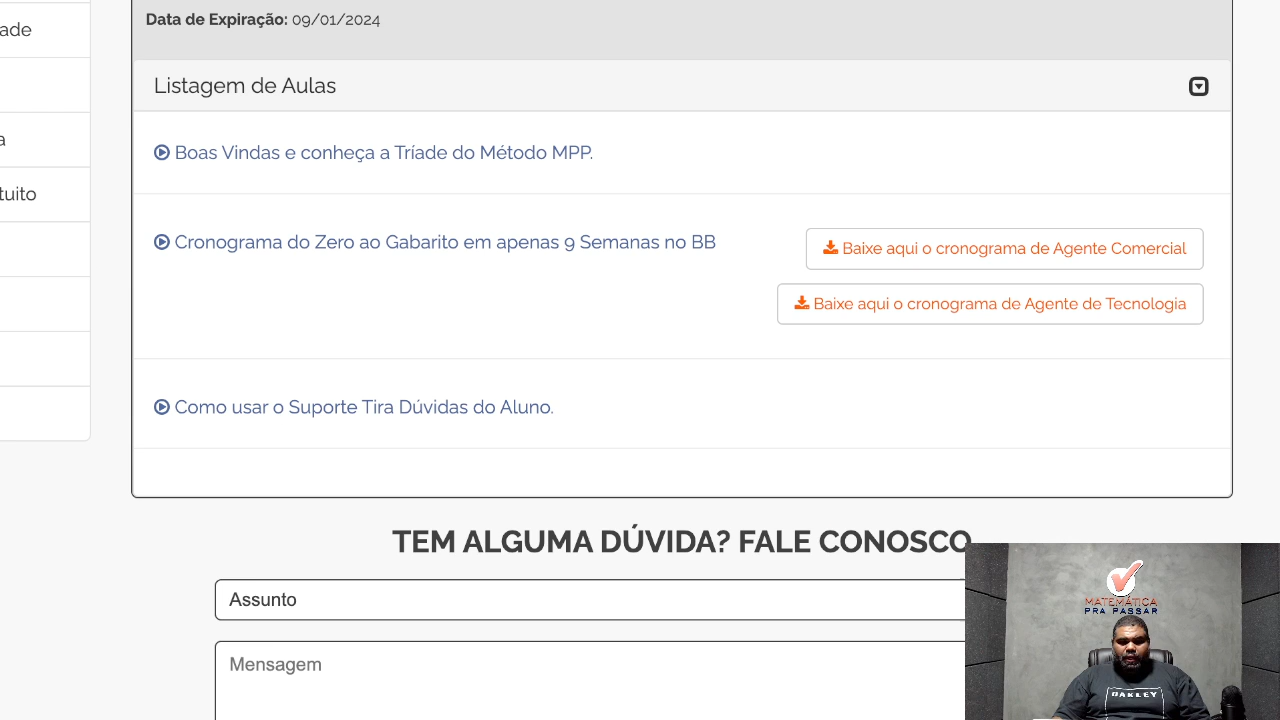 ade
a
tuito
Data de Expiração: 09/01/2024
Listagem de Aulas
Boas Vindas e conheça a Tríade do Método MPP.
Cronograma do Zero ao Gabarito em apenas 9 Semanas no BB
Baixe aqui o cronograma de Agente Comercial
Baixe aqui o cronograma de Agente de Tecnologia
Como usar o Suporte Tira Dúvidas do Aluno.
TEM ALGUMA DÚVIDA? FALE CONOSCO
Assunto
Mensagem
MATEMÁTICA
PRA PASSAR
OAKLEY